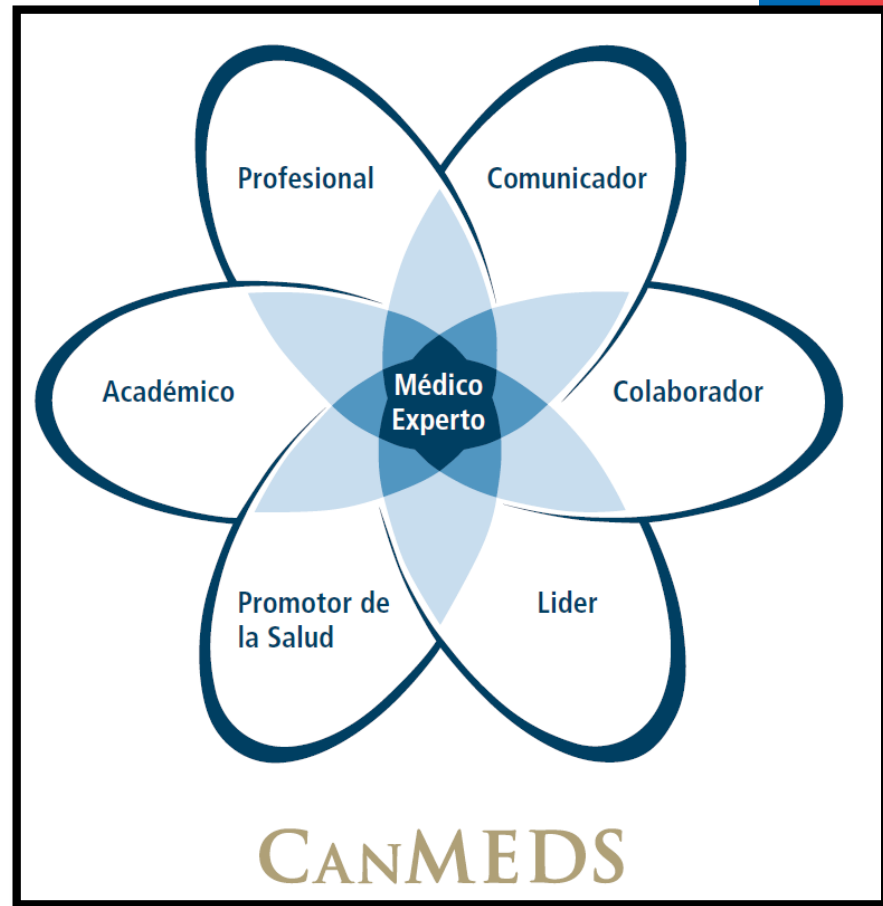 Profesional
Comunicador
Académico
Médico
Experto
Colaborador
Promotor de
la Salud
Lider
CANMEDS